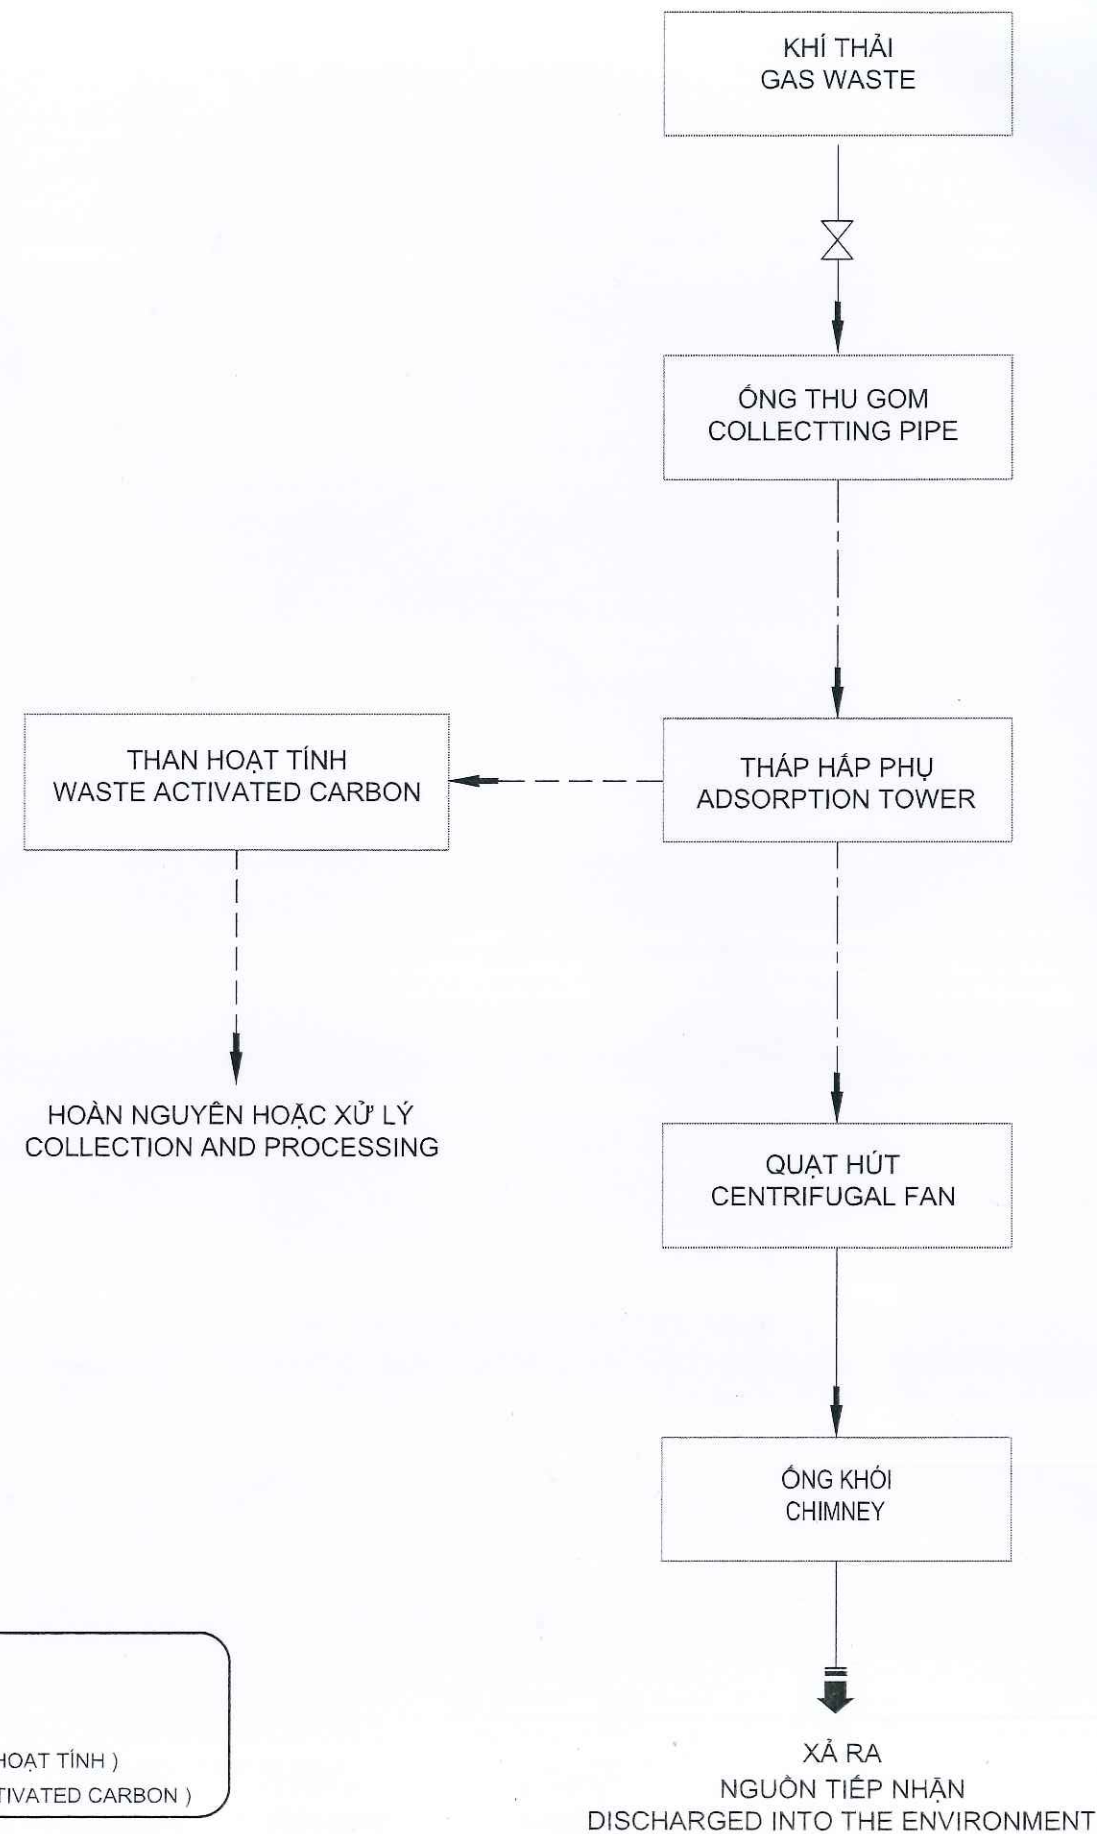 KHÍ THẢI
GAS WASTE
ỐNG THU GOM
COLLECTTING PIPE
THAN HOẠT TÍNH
WASTE ACTIVATED CARBON
THÁP HẤP PHỤ
ADSORPTION TOWER
HOÀN NGUYÊN HOẶC XỬ LÝ
COLLECTION AND PROCESSING
QUẠT HÚT
CENTRIFUGAL FAN
ỐNG KHÓI
CHIMNEY
HOẠT TÍNH )
TIVATED CARBON )
XẢ RA
NGUỒN TIẾP NHẬN
DISCHARGED INTO THE ENVIRONMENT